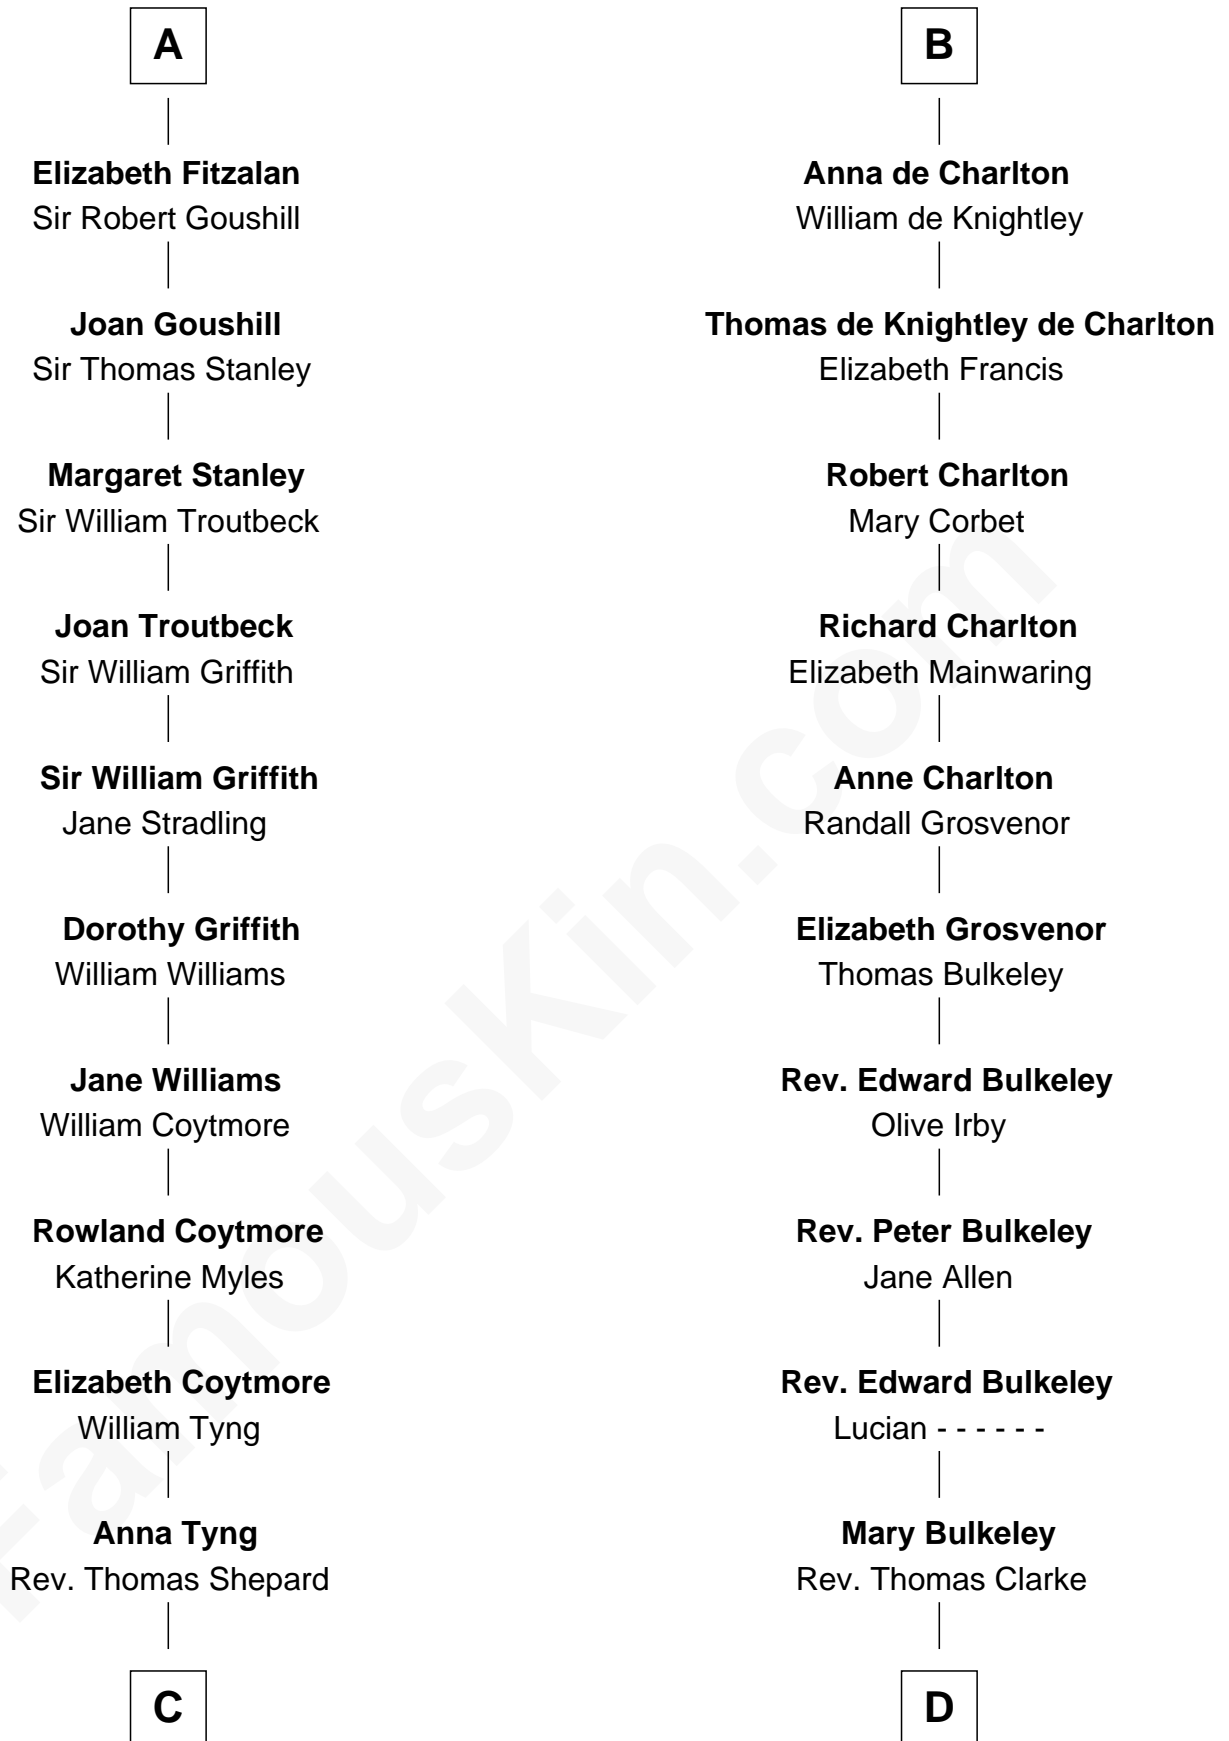 A
Elizabeth Fitzalan
Sir Robert Goushill
Joan Goushill
Sir Thomas Stanley
Margaret Stanley
Sir William Troutbeck
Joan Troutbeck
Sir William Griffith
Sir William Griffith
Jane Stradling
Dorothy Griffith
William Williams
Jane Williams
William Coytmore
Rowland Coytmore
Katherine Myles
Elizabeth Coytmore
William Tyng
Anna Tyng
Rev. Thomas Shepard
C
B
Anna de Charlton
William de Knightley
Thomas de Knightley de Charlton
Elizabeth Francis
Robert Charlton
Mary Corbet
Richard Charlton
Elizabeth Mainwaring
Anne Charlton
Randall Grosvenor
Elizabeth Grosvenor
Thomas Bulkeley
Rev. Edward Bulkeley
Olive Irby
Rev. Peter Bulkeley
Jane Allen
Rev. Edward Bulkeley
Lucian - - - - - -
Mary Bulkeley
Rev. Thomas Clarke
D
FamousKin.com